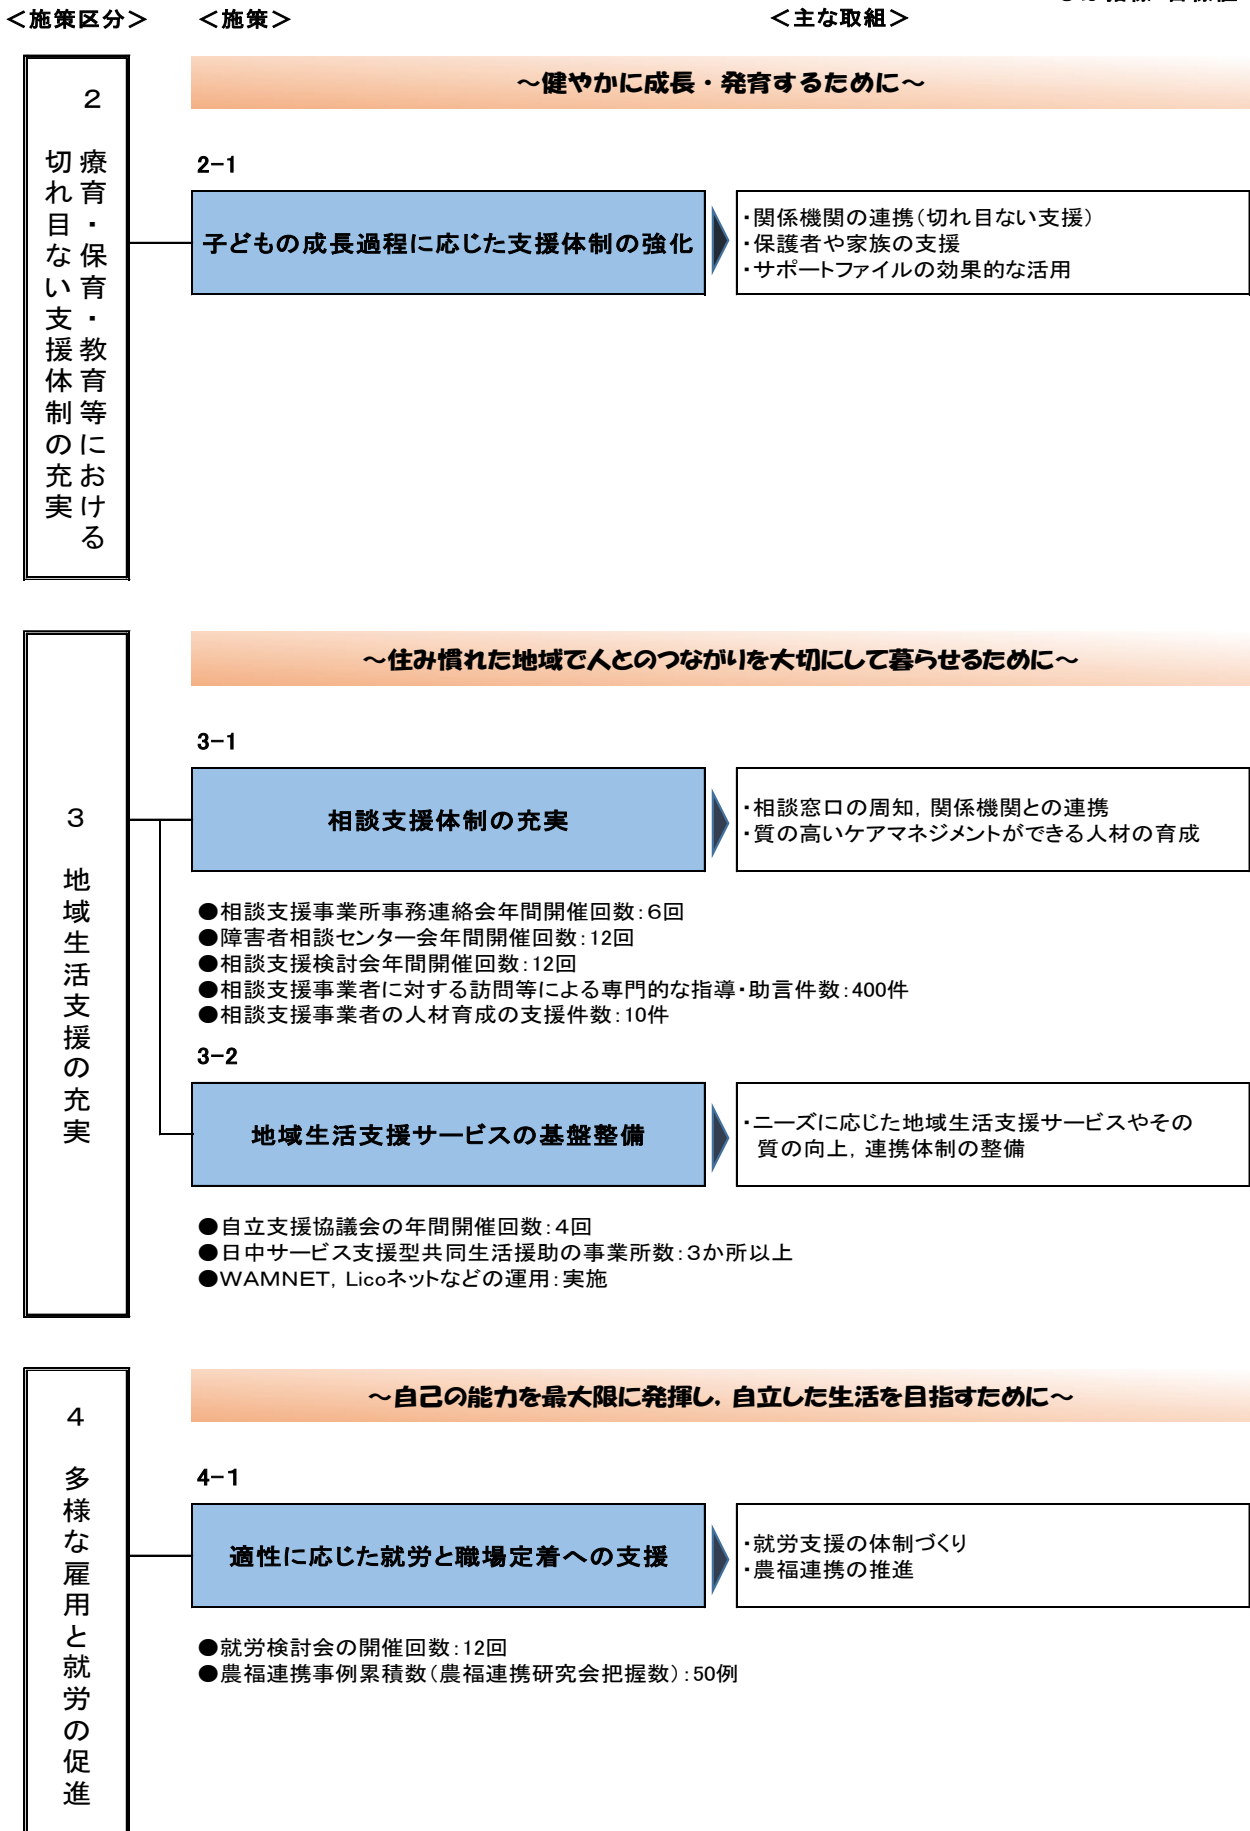 ＜施策区分＞
＜施策＞
＜主な取組＞
～健やかに成長・発育するために～
２　療育・保育・教育等における
切れ目ない支援体制の充実
2-1
子どもの成長過程に応じた支援体制の強化
・関係機関の連携（切れ目ない支援）
・保護者や家族の支援
・サポートファイルの効果的な活用
～住み慣れた地域で人とのつながりを大切にして暮らせるために～
３　地域生活支援の充実
3-1
相談支援体制の充実
・相談窓口の周知，関係機関との連携
・質の高いケアマネジメントができる人材の育成
●相談支援事業所事務連絡会年間開催回数：６回
●障害者相談センター会年間開催回数：12回
●相談支援検討会年間開催回数：12回
●相談支援事業者に対する訪問等による専門的な指導・助言件数：400件
●相談支援事業者の人材育成の支援件数：10件
3-2
地域生活支援サービスの基盤整備
・ニーズに応じた地域生活支援サービスやその
質の向上，連携体制の整備
●自立支援協議会の年間開催回数：４回
●日中サービス支援型共同生活援助の事業所数：３か所以上
●ＷＡＭＮＥＴ，Licoネットなどの運用：実施
～自己の能力を最大限に発揮し，自立した生活を目指すために～
４　多様な雇用と就労の促進
4-1
適性に応じた就労と職場定着への支援
・就労支援の体制づくり
・農福連携の推進
●就労検討会の開催回数：12回
●農福連携事例累積数（農福連携研究会把握数）：50例